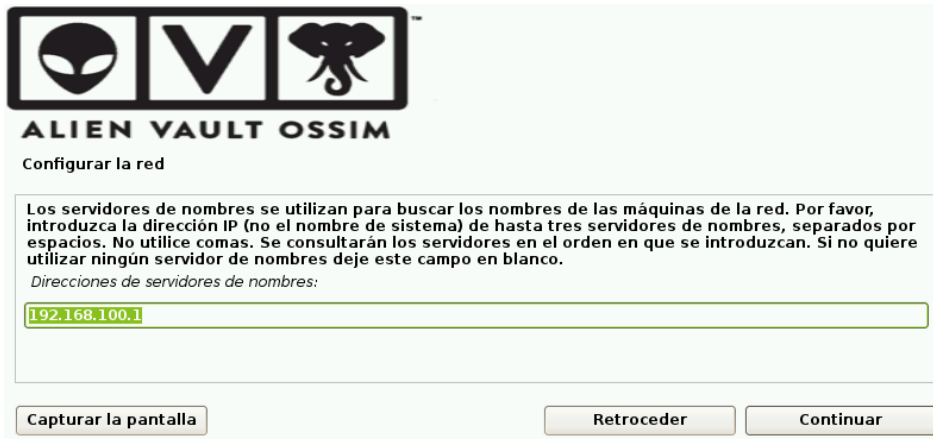 ™
ALIEN VAULT OSSIM
Configurar la red
Los servidores de nombres se utilizan para buscar los nombres de las máquinas de la red. Por favor,
introduzca la dirección IP (no el nombre de sistema) de hasta tres servidores de nombres, separados por
espacios. No utilice comas. Se consultarán los servidores en el orden en que se introduzcan. Si no quiere
utilizar ningún servidor de nombres deje este campo en blanco.
Direcciones de servidores de nombres:
192.168.100.1
Capturar la pantalla Retroceder Continuar